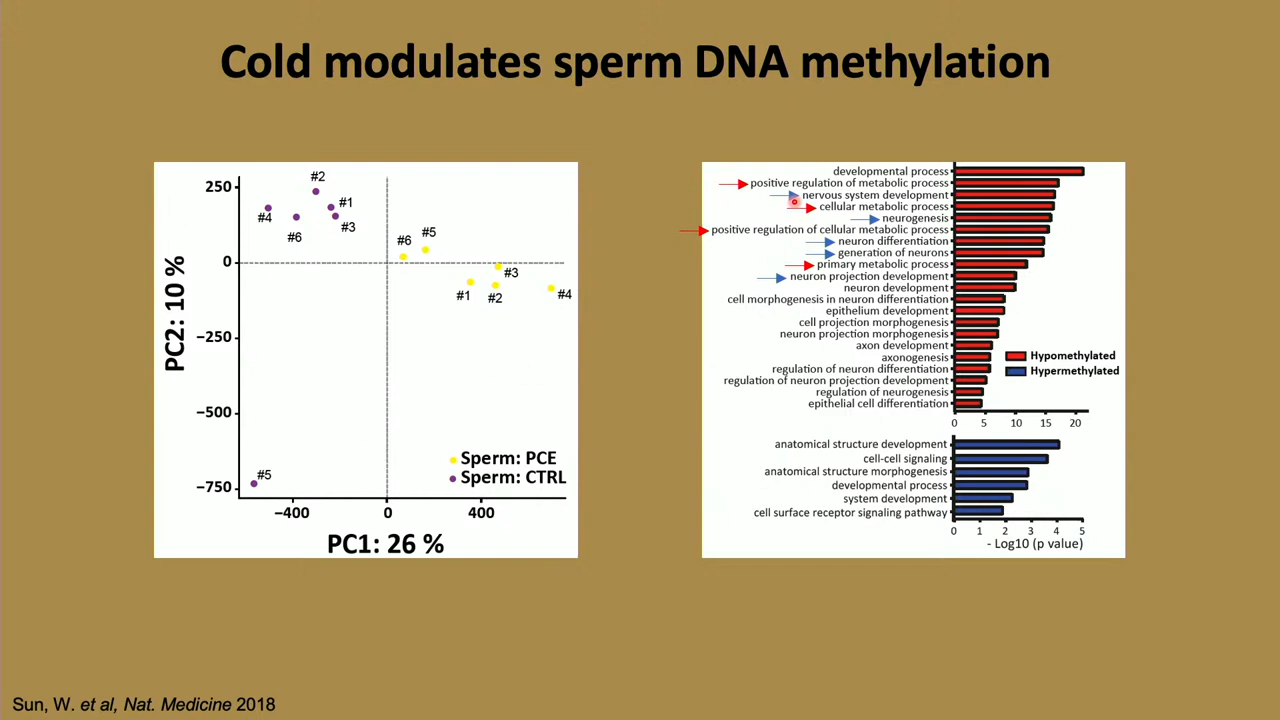 Cold modulates sperm DNA methylation
250
0
−250
−500
−750
−400
0
400
PC2: 10 %
PC1: 26 %
#2
#1
#4
#3
#6
#5
#6
#5
#3
#1
#2
#4
Sperm: PCE
Sperm: CTRL
developmental process
positive regulation of metabolic process
nervous system development
cellular metabolic process
neurogenesis
positive regulation of cellular metabolic process
neuron differentiation
generation of neurons
primary metabolic process
neuron projection development
neuron development
cell morphogenesis in neuron differentiation
epithelium development
cell projection morphogenesis
neuron projection morphogenesis
axon development
axonogenesis
regulation of neuron differentiation
regulation of neuron projection development
regulation of neurogenesis
epithelial cell differentiation
Hypomethylated
Hypermethylated
0 5 10 15 20
anatomical structure development
cell-cell signaling
anatomical structure morphogenesis
developmental process
system development
cell surface receptor signaling pathway
0 1 2 3 4 5
- Log10 (p value)
Sun, W. et al, Nat. Medicine 2018